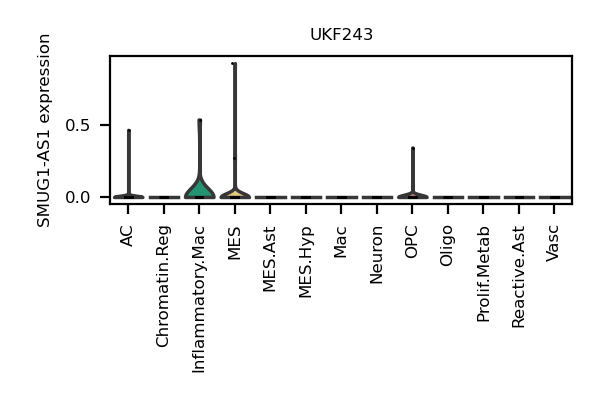 UKF243
SMUG1-AS1 expression
0.5
0.0
AC
Chromatin.Reg
Inflammatory.Mac
MES
MES.Ast
MES.Hyp
Mac
Neuron
OPC
Oligo
Prolif.Metab
Reactive.Ast
Vasc